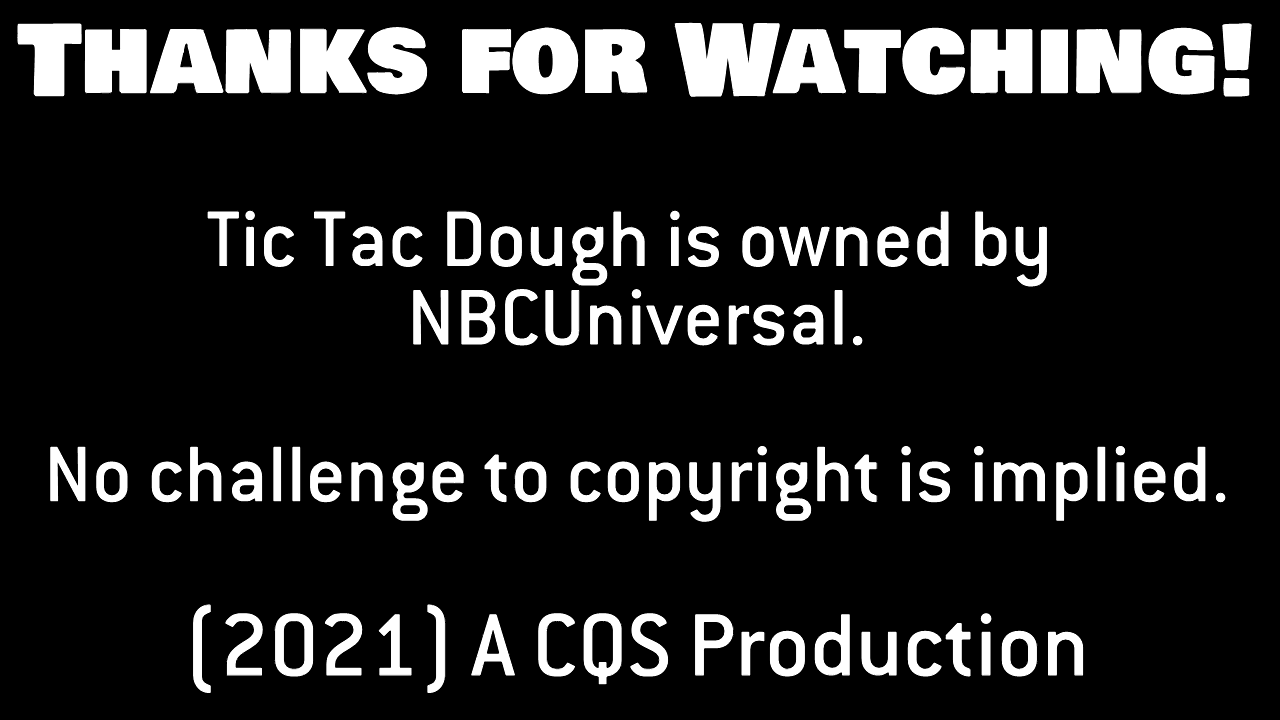 Thanks for Watching!
Tic Tac Dough is owned by
NBCUniversal.
No challenge to copyright is implied.
(2021) A CQS Production